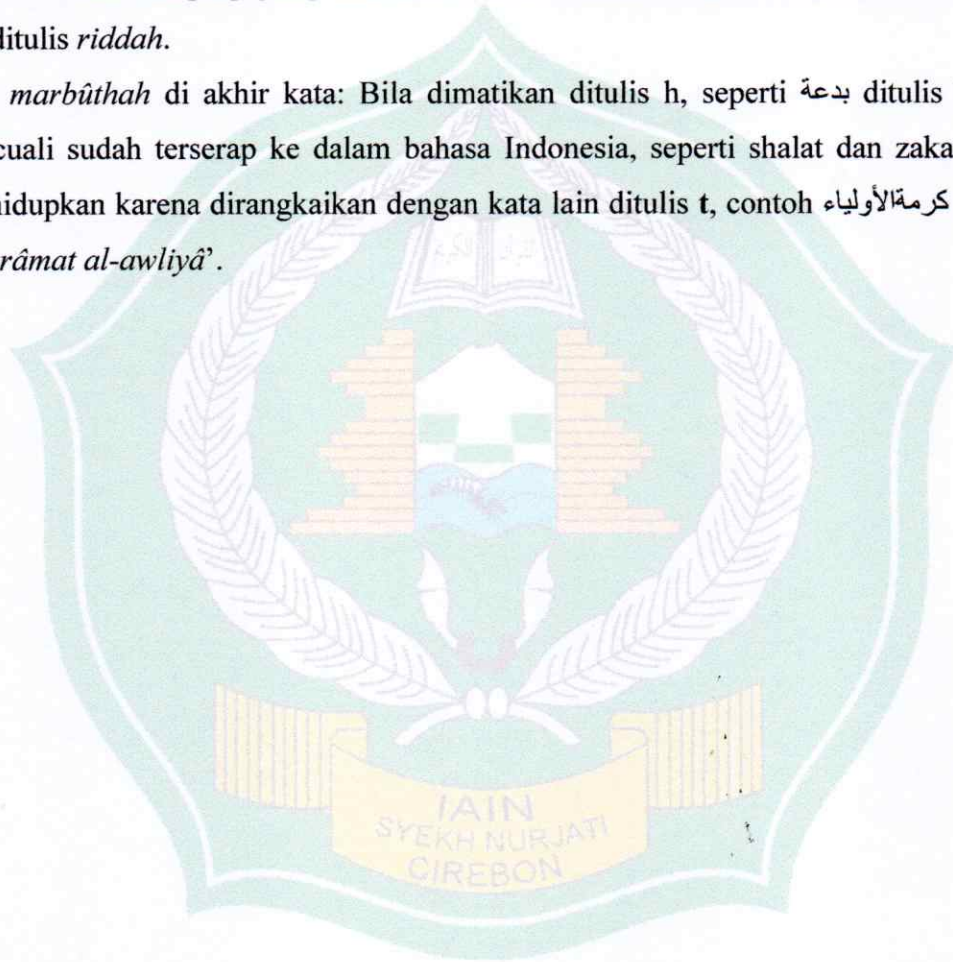 ditulis riddah.
marbûthah di akhir kata: Bila dimatikan ditulis h, seperti بدعة ditulis
cuali sudah terserap ke dalam bahasa Indonesia, seperti shalat dan zaka
hidupkan karena dirangkaikan dengan kata lain ditulis t, contoh كرمةالأولياء
râmat al-awliyâ'.
IAIN
SYEKH NURJATI
CIREBON